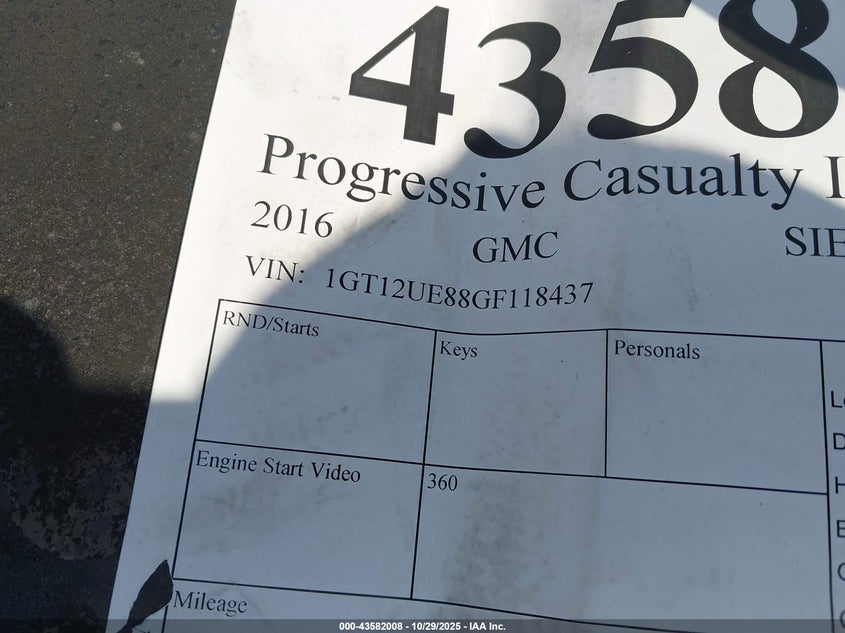 4358
Progressive Casualty I
2016 GMC SIE
VIN: 1GT12UE88GF118437
RND/Starts Keys Personals
L
D
H
E
Engine Start Video 360
Mileage
000-43582008 - 10/29/2025 - IAA Inc.